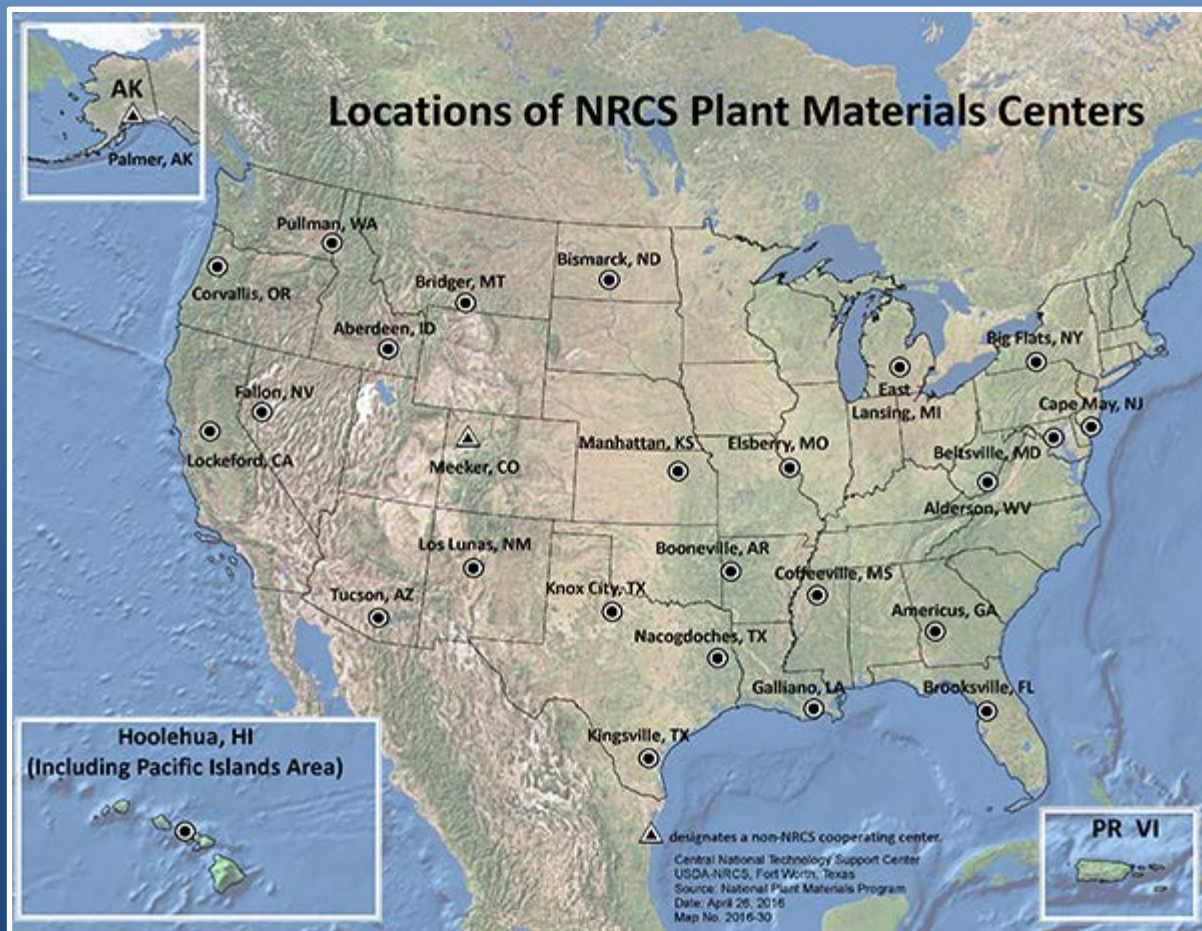 AK
Palmer, AK
Locations of NRCS Plant Materials Centers
Pullman, WA
Corvallis, OR
Bridger, MT
Bismarck, ND
Aberdeen, ID
Big Flats, NY
Fallon, NV
East
Lansing, MI
Cape May, NJ
Lockeford, CA
Meeker, CO
Manhattan, KS
Elsberry, MO
Beltsville, MD
Alderson, WV
Los Lunas, NM
Booneville, AR
Coffeeville, MS
Tucson, AZ
Knox City, TX
Americus, GA
Nacogdoches, TX
Galliano, LA
Brooksville, FL
Kingsville, TX
Hoolehua, HI
(Including Pacific Islands Area)
designates a non-NRCS cooperating center.
Central National Technology Support Center
USDA-NRCS, Fort Worth, Texas
Source: National Plant Materials Program
Date: April 26, 2016
Map No. 2016-30
PR VI